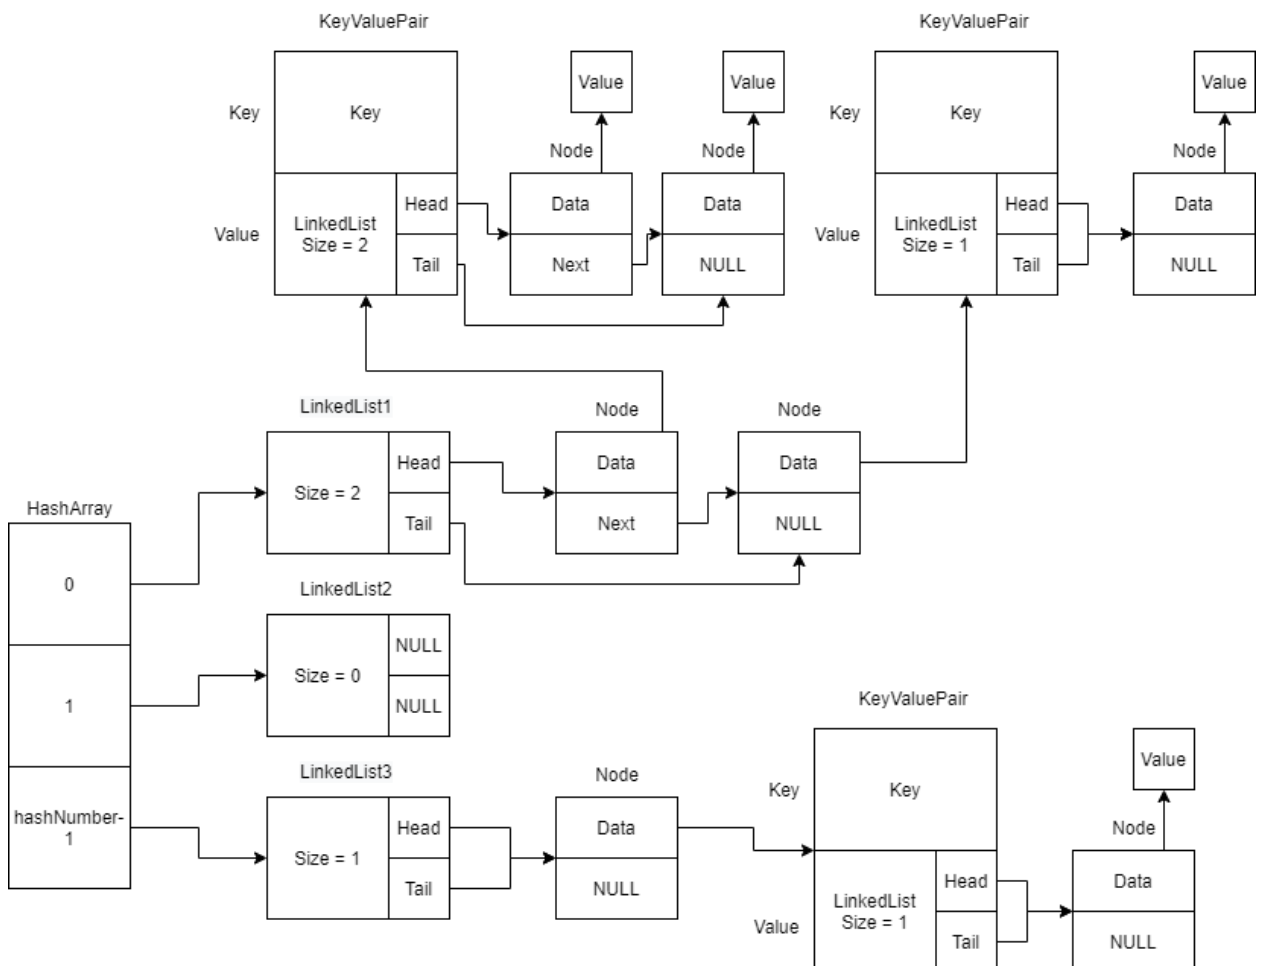 KeyValuePair
KeyValuePair
Key
Key
Value
Value
Key
Key
Value
Node
Node
Node
Value
LinkedList
Size = 2
Head
Tail
Data
Next
Data
NULL
Value
LinkedList
Size = 1
Head
Tail
Data
NULL
LinkedList1
Node
Node
Size = 2
Head
Tail
Data
Next
Data
NULL
HashArray
0
LinkedList2
Size = 0
NULL
NULL
1
LinkedList3
Node
KeyValuePair
hashNumber-
1
Size = 1
Head
Tail
Data
NULL
Key
Key
Value
Node
Value
LinkedList
Size = 1
Head
Tail
Data
NULL